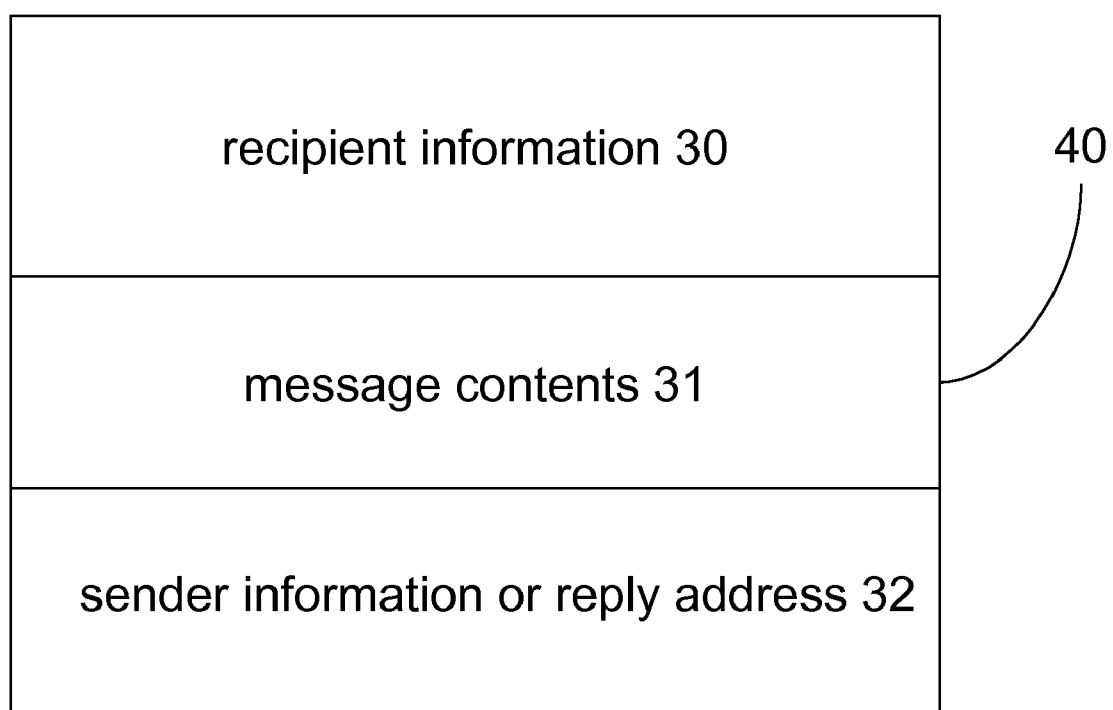 recipient information 30
40
message contents 31
sender information or reply address 32